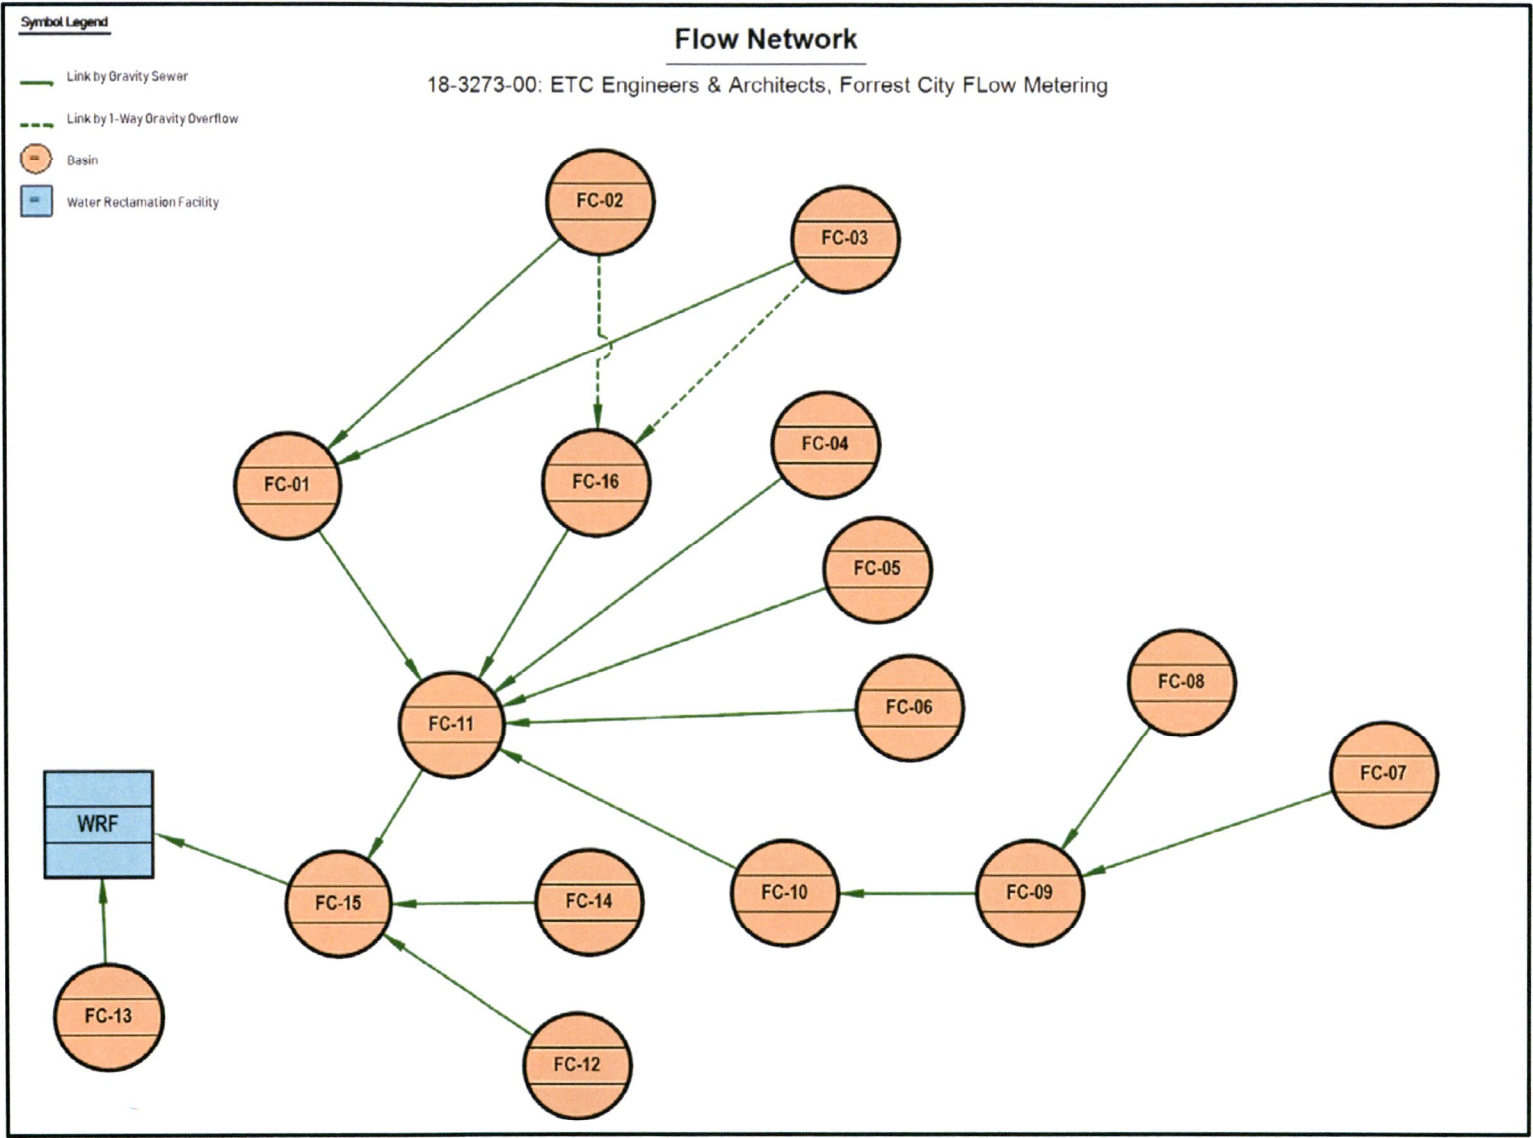 Symbol Legend
Flow Network
18-3273-00: ETC Engineers & Architects, Forrest City FLow Metering
Link by Gravity Sewer
Link by 1-Way Gravity Overflow
Basin
Water Reclamation Facility
FC-02
FC-03
FC-04
FC-01
FC-16
FC-05
FC-08
FC-06
FC-11
FC-07
WRF
FC-10
FC-09
FC-15
FC-14
FC-13
FC-12